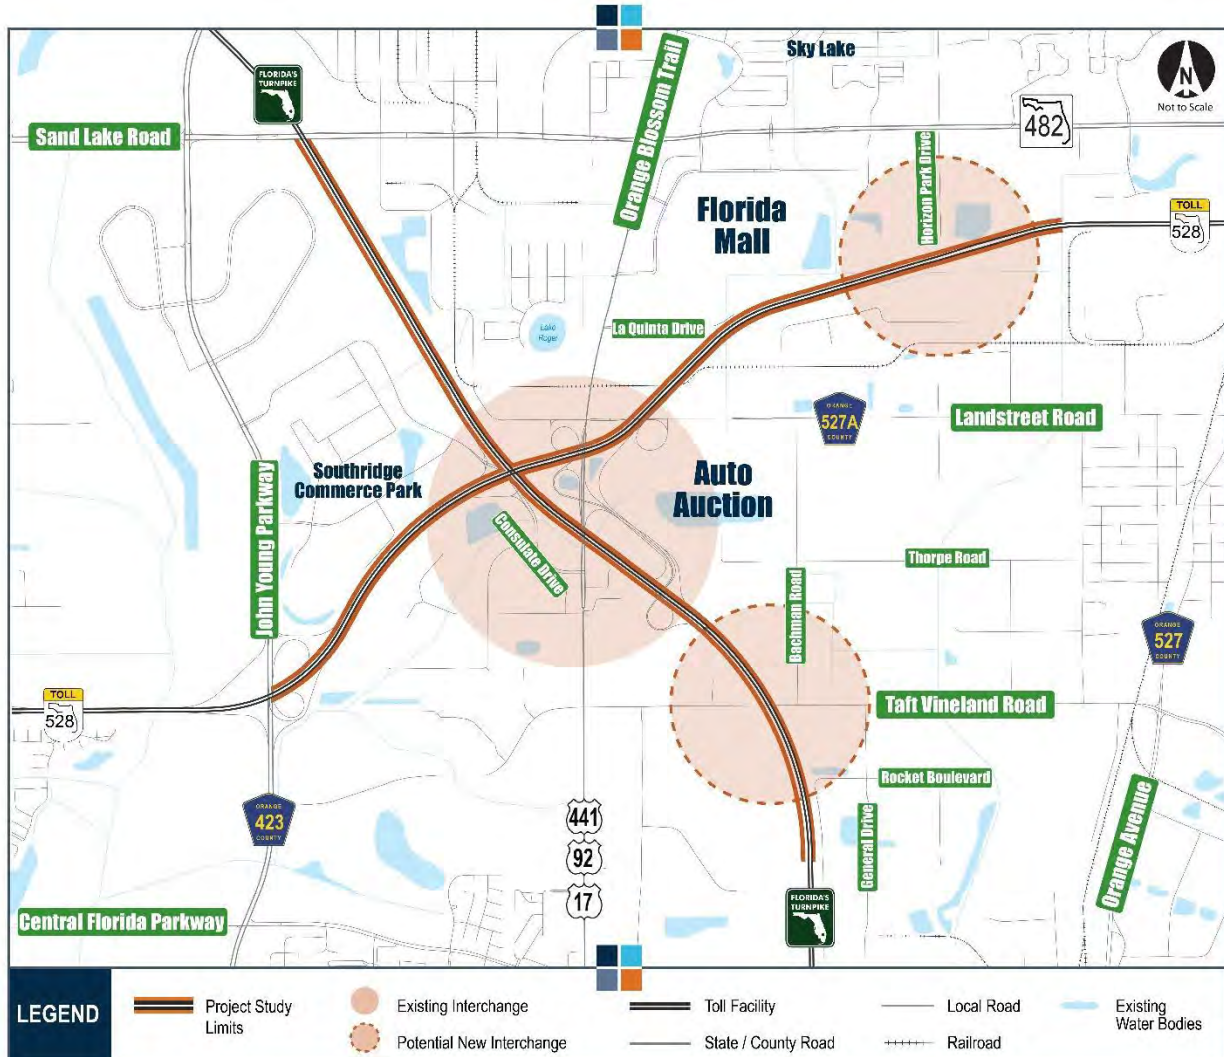 Sky Lake
N
Not to Scale
FLORIDA'S
TURNPIKE
Sand Lake Road
Orange Blossom Trail
482
Horizon Park Drive
Florida
Mall
TOLL
528
Lake
Roger
La Quinta Drive
ORANGE
527A
COUNTY
Landstreet Road
Southridge
Commerce Park
Auto
Auction
John Young Parkway
Consulate Drive
Thorpe Road
Bachman Road
ORANGE
527
COUNTY
TOLL
528
Taft Vineland Road
Rocket Boulevard
ORANGE
423
COUNTY
441
92
17
General Drive
Orange Avenue
FLORIDA'S
TURNPIKE
Central Florida Parkway
LEGEND
Project Study
Limits
Existing Interchange
Potential New Interchange
Toll Facility
State / County Road
Local Road
Railroad
Existing
Water Bodies